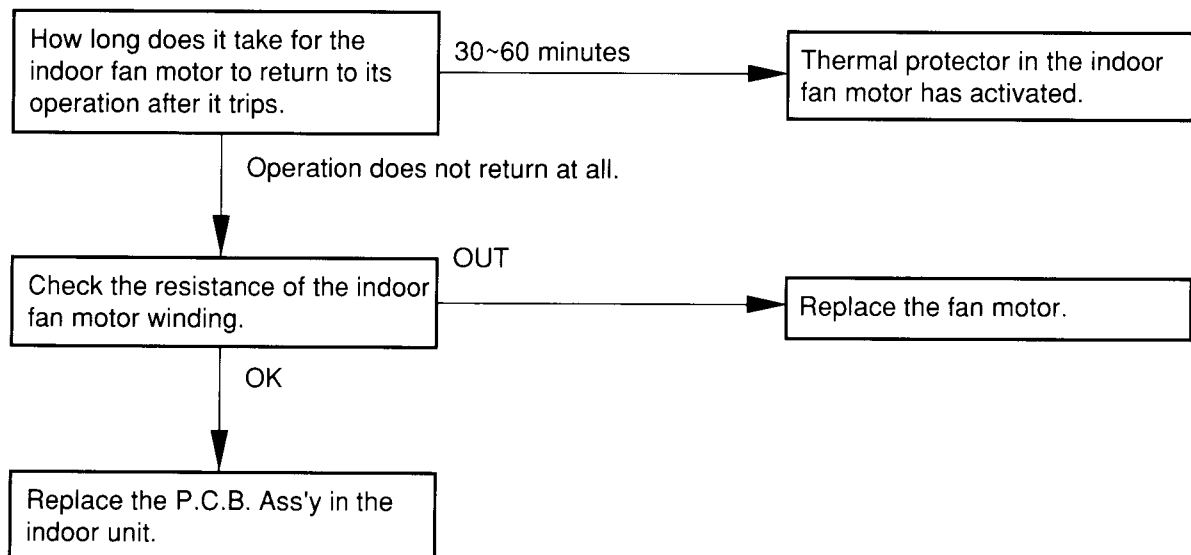 How long does it take for the
indoor fan motor to return to its
operation after it trips.
30~60 minutes
Thermal protector in the indoor
fan motor has activated.
Operation does not return at all.
Check the resistance of the indoor
fan motor winding.
OUT
Replace the fan motor.
OK
Replace the P.C.B. Ass'y in the
indoor unit.